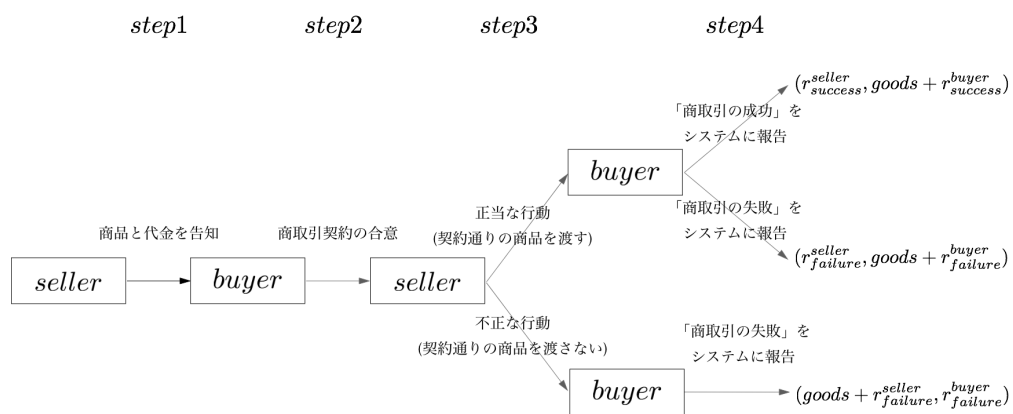 step1 step2 step3 step4
(r^{seller}_{success}, goods + r^{buyer}_{success})
「商取引の成功」を
システムに報告
buyer
正当な行動
(契約通りの商品を渡す)
「商取引の失敗」を
システムに報告
(r^{seller}_{failure}, goods + r^{buyer}_{failure})
商品と代金を告知
商取引契約の合意
seller buyer seller
不正な行動
(契約通りの商品を渡さない)
「商取引の失敗」を
システムに報告
buyer
(goods + r^{seller}_{failure}, r^{buyer}_{failure})